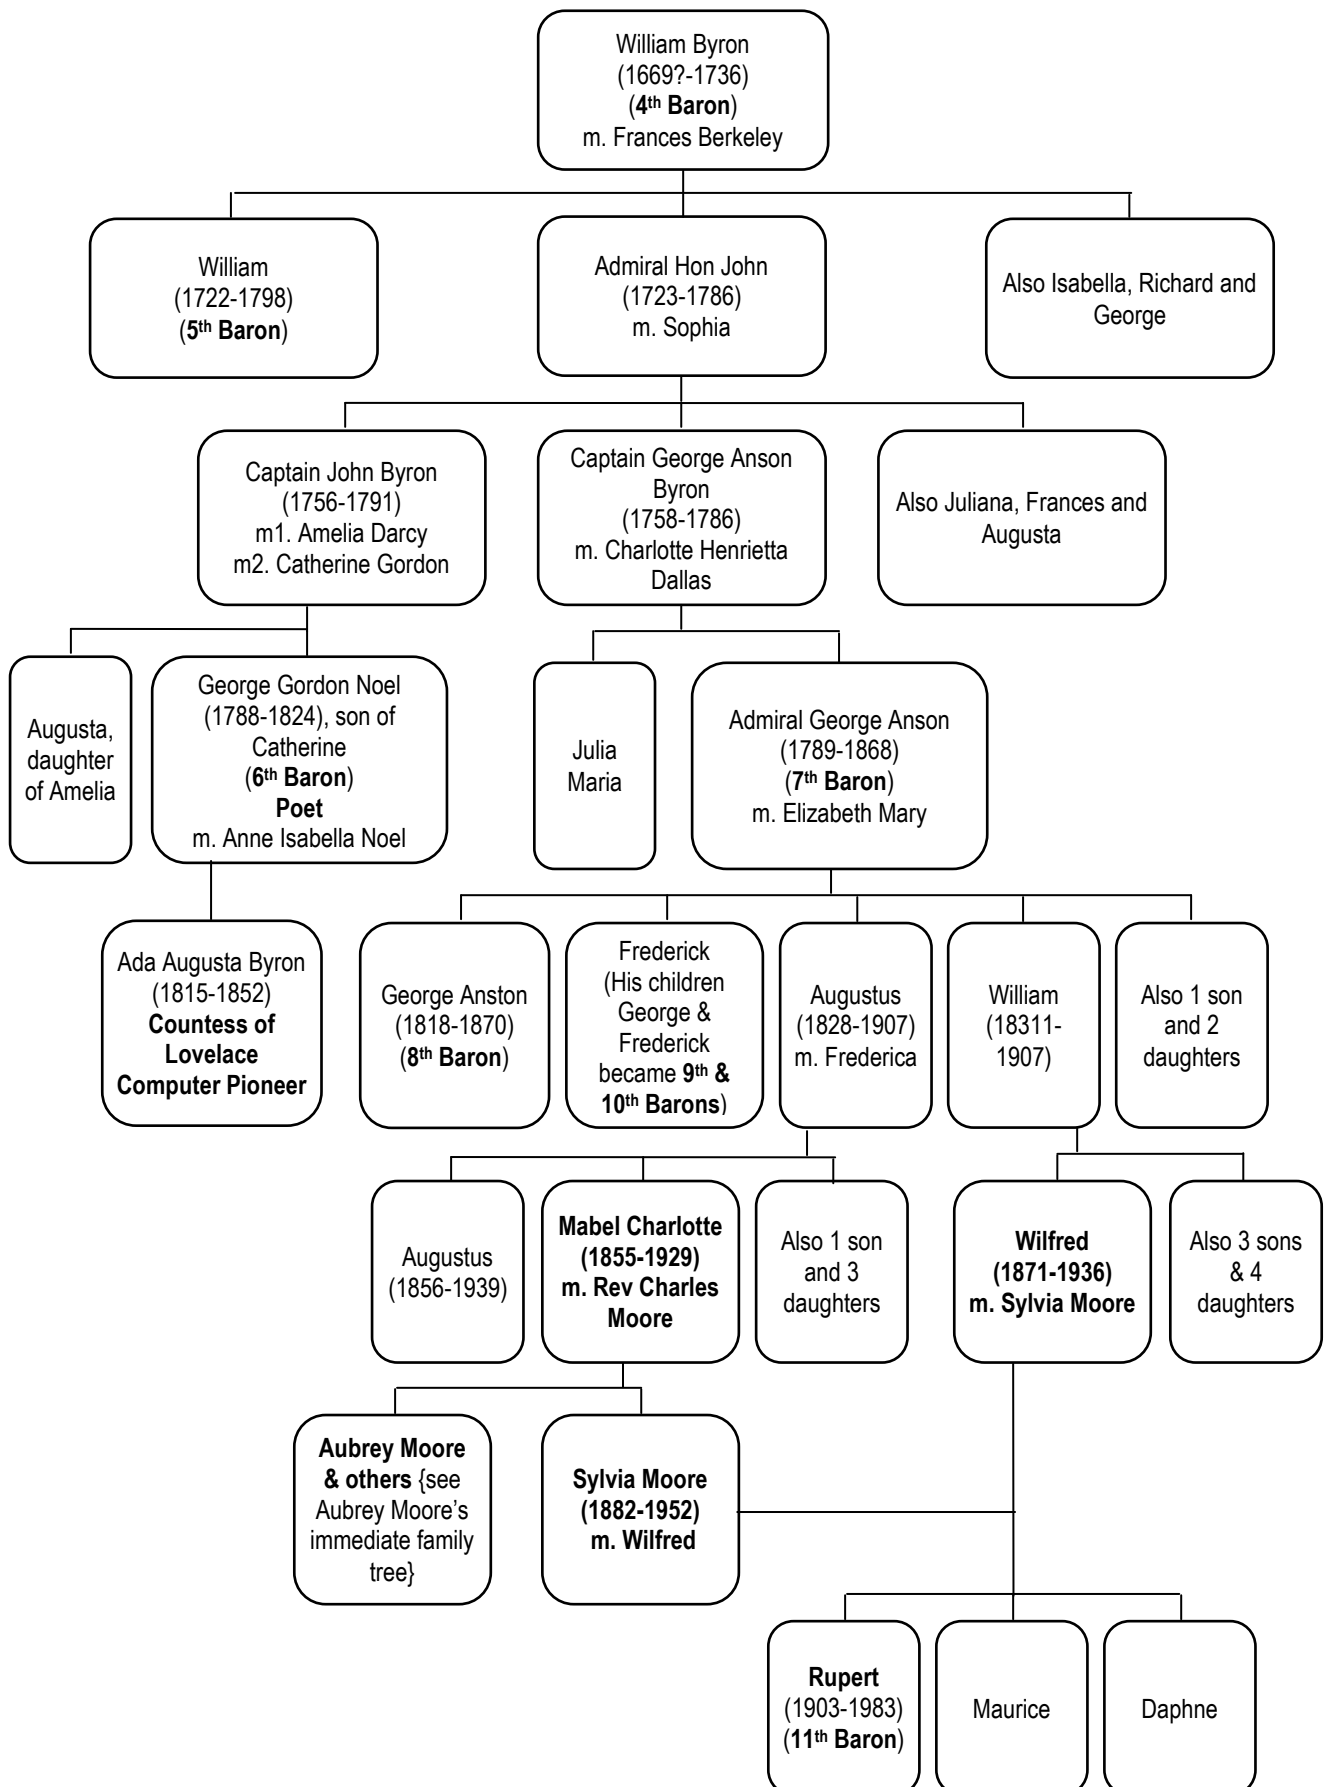 William Byron
(1669?-1736)
(4th Baron)
m. Frances Berkeley
William
(1722-1798)
(5th Baron)
Admiral Hon John
(1723-1786)
m. Sophia
Also Isabella, Richard and
George
Captain John Byron
(1756-1791)
m1. Amelia Darcy
m2. Catherine Gordon
Captain George Anson
Byron
(1758-1786)
m. Charlotte Henrietta
Dallas
Also Juliana, Frances and
Augusta
Augusta,
daughter
of Amelia
George Gordon Noel
(1788-1824), son of
Catherine
(6th Baron)
Poet
m. Anne Isabella Noel
Julia
Maria
Admiral George Anson
(1789-1868)
(7th Baron)
m. Elizabeth Mary
Ada Augusta Byron
(1815-1852)
Countess of
Lovelace
Computer Pioneer
George Anston
(1818-1870)
(8th Baron)
Frederick
(His children
George &
Frederick
became 9th &
10th Barons)
Augustus
(1828-1907)
m. Frederica
William
(18311-
1907)
Also 1 son
and 2
daughters
Augustus
(1856-1939)
Mabel Charlotte
(1855-1929)
m. Rev Charles
Moore
Also 1 son
and 3
daughters
Wilfred
(1871-1936)
m. Sylvia Moore
Also 3 sons
& 4
daughters
Aubrey Moore
& others {see
Aubrey Moore's
immediate family
tree}
Sylvia Moore
(1882-1952)
m. Wilfred
Rupert
(1903-1983)
(11th Baron)
Maurice
Daphne